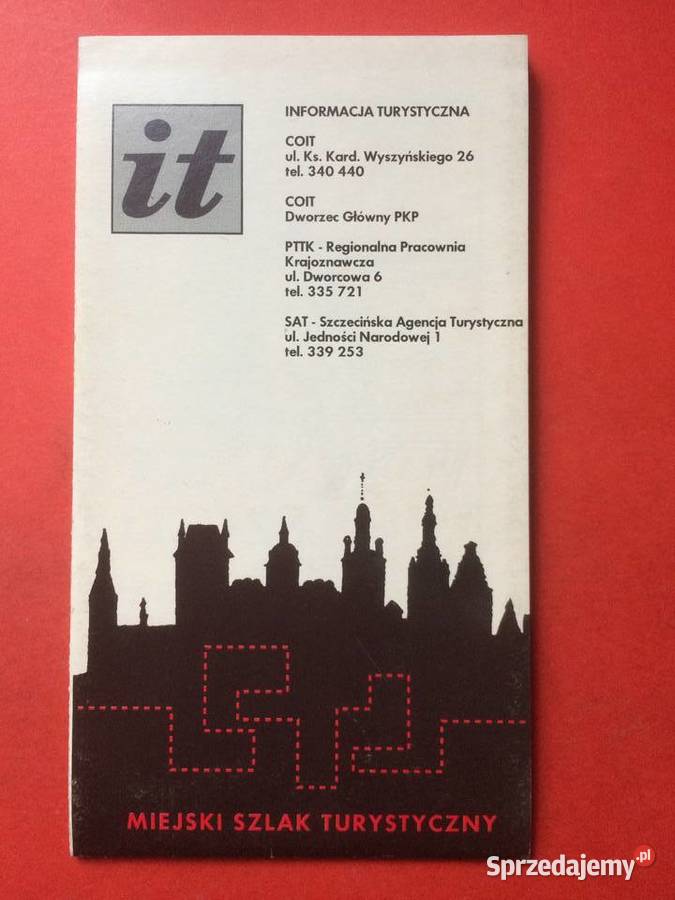 it
INFORMACJA TURYSTYCZNA
COIT
ul. Ks. Kard. Wyszyńskiego 26
tel. 340 440
COIT
Dworzec Główny PKP
PTTK - Regionalna Pracownia
Krajoznawcza
ul. Dworcowa 6
tel. 335 721
SAT - Szczecińska Agencja Turystyczna
ul. Jedności Narodowej 1
tel. 339 253
MIEJSKI SZLAK TURYSTYCZNY
Sprzedajemy.pl